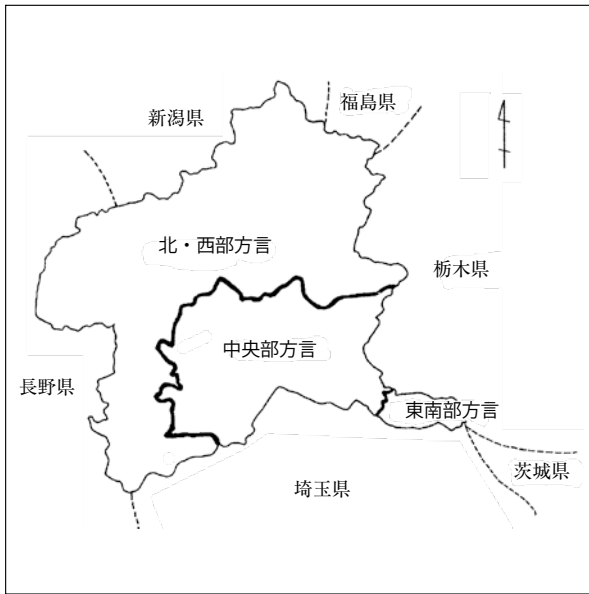 福島県
新潟県
北・西部方言
栃木県
中央部方言
長野県
東南部方言
茨城県
埼玉県